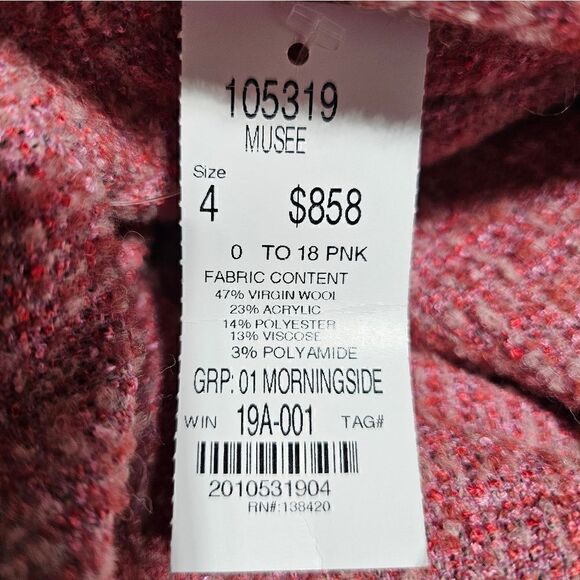 105319
MUSEE
Size
4 $858
0 TO 18 PNK
FABRIC CONTENT
47% VIRGIN WOOL
23% ACRYLIC
14% POLYESTER
13% VISCOSE
3% POLYAMIDE
GRP: 01 MORNINGSIDE
WIN 19A-001 TAG#
2010531904
RN#:138420